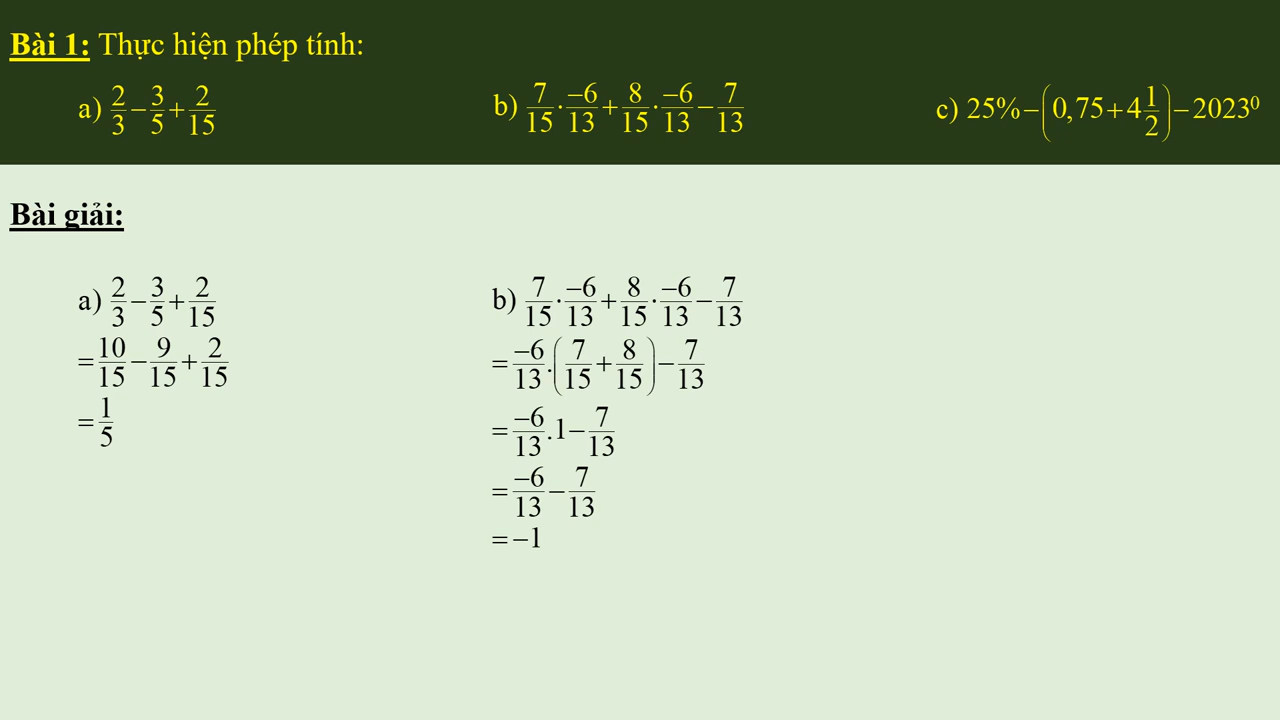 Bài 1: Thực hiện phép tính:
a) 2/3 − 3/5 + 2/15
b) 7/15 · −6/13 + 8/15 · −6/13 − 7/13
c) 25% − (0,75 + 4 1/2) − 2023⁰
Bài giải:
a) 2/3 − 3/5 + 2/15
= 10/15 − 9/15 + 2/15
= 1/5
b) 7/15 · −6/13 + 8/15 · −6/13 − 7/13
= −6/13 . (7/15 + 8/15) − 7/13
= −6/13 . 1 − 7/13
= −6/13 − 7/13
= −1